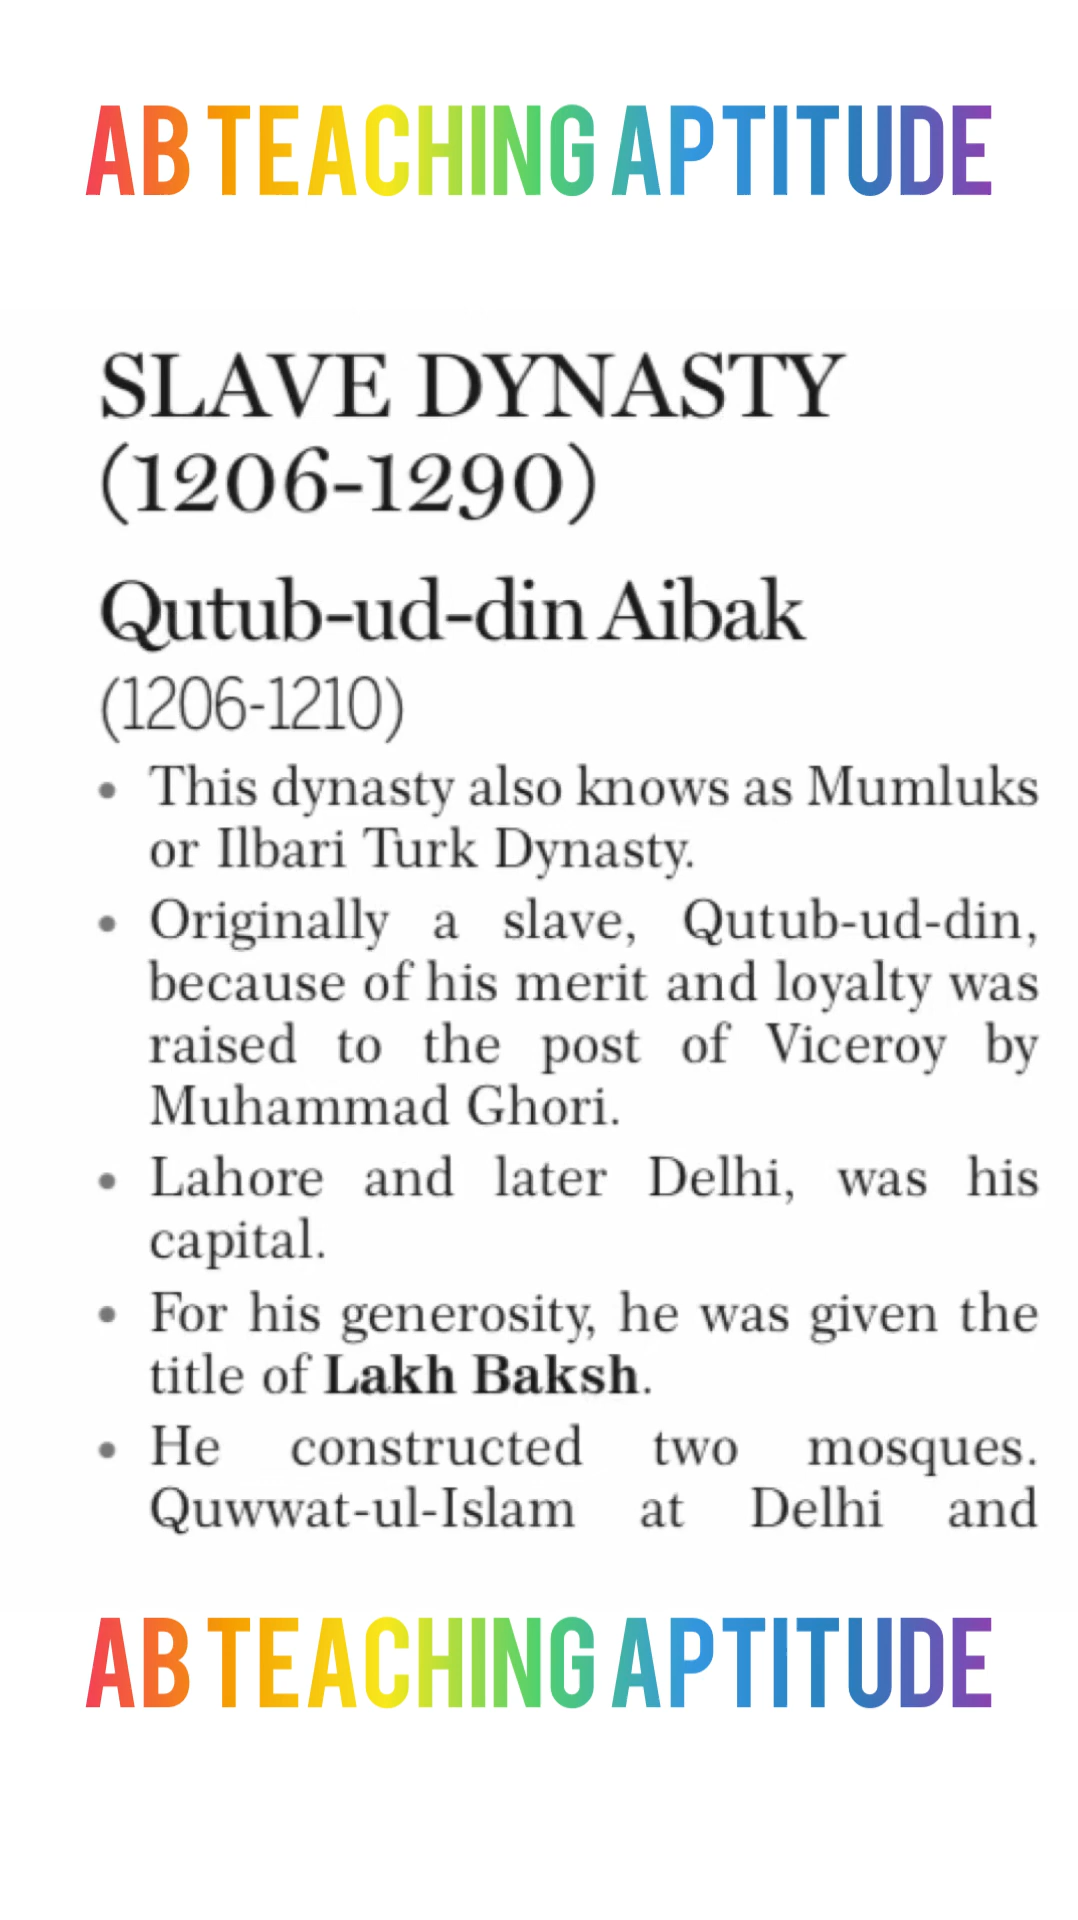 AB TEACHING APTITUDE
SLAVE DYNASTY
(1206-1290)
Qutub-ud-din Aibak
(1206-1210)
• This dynasty also knows as Mumluks
or Ilbari Turk Dynasty.
• Originally a slave, Qutub-ud-din,
because of his merit and loyalty was
raised to the post of Viceroy by
Muhammad Ghori.
• Lahore and later Delhi, was his
capital.
• For his generosity, he was given the
title of Lakh Baksh.
• He constructed two mosques.
Quwwat-ul-Islam at Delhi and
AB TEACHING APTITUDE